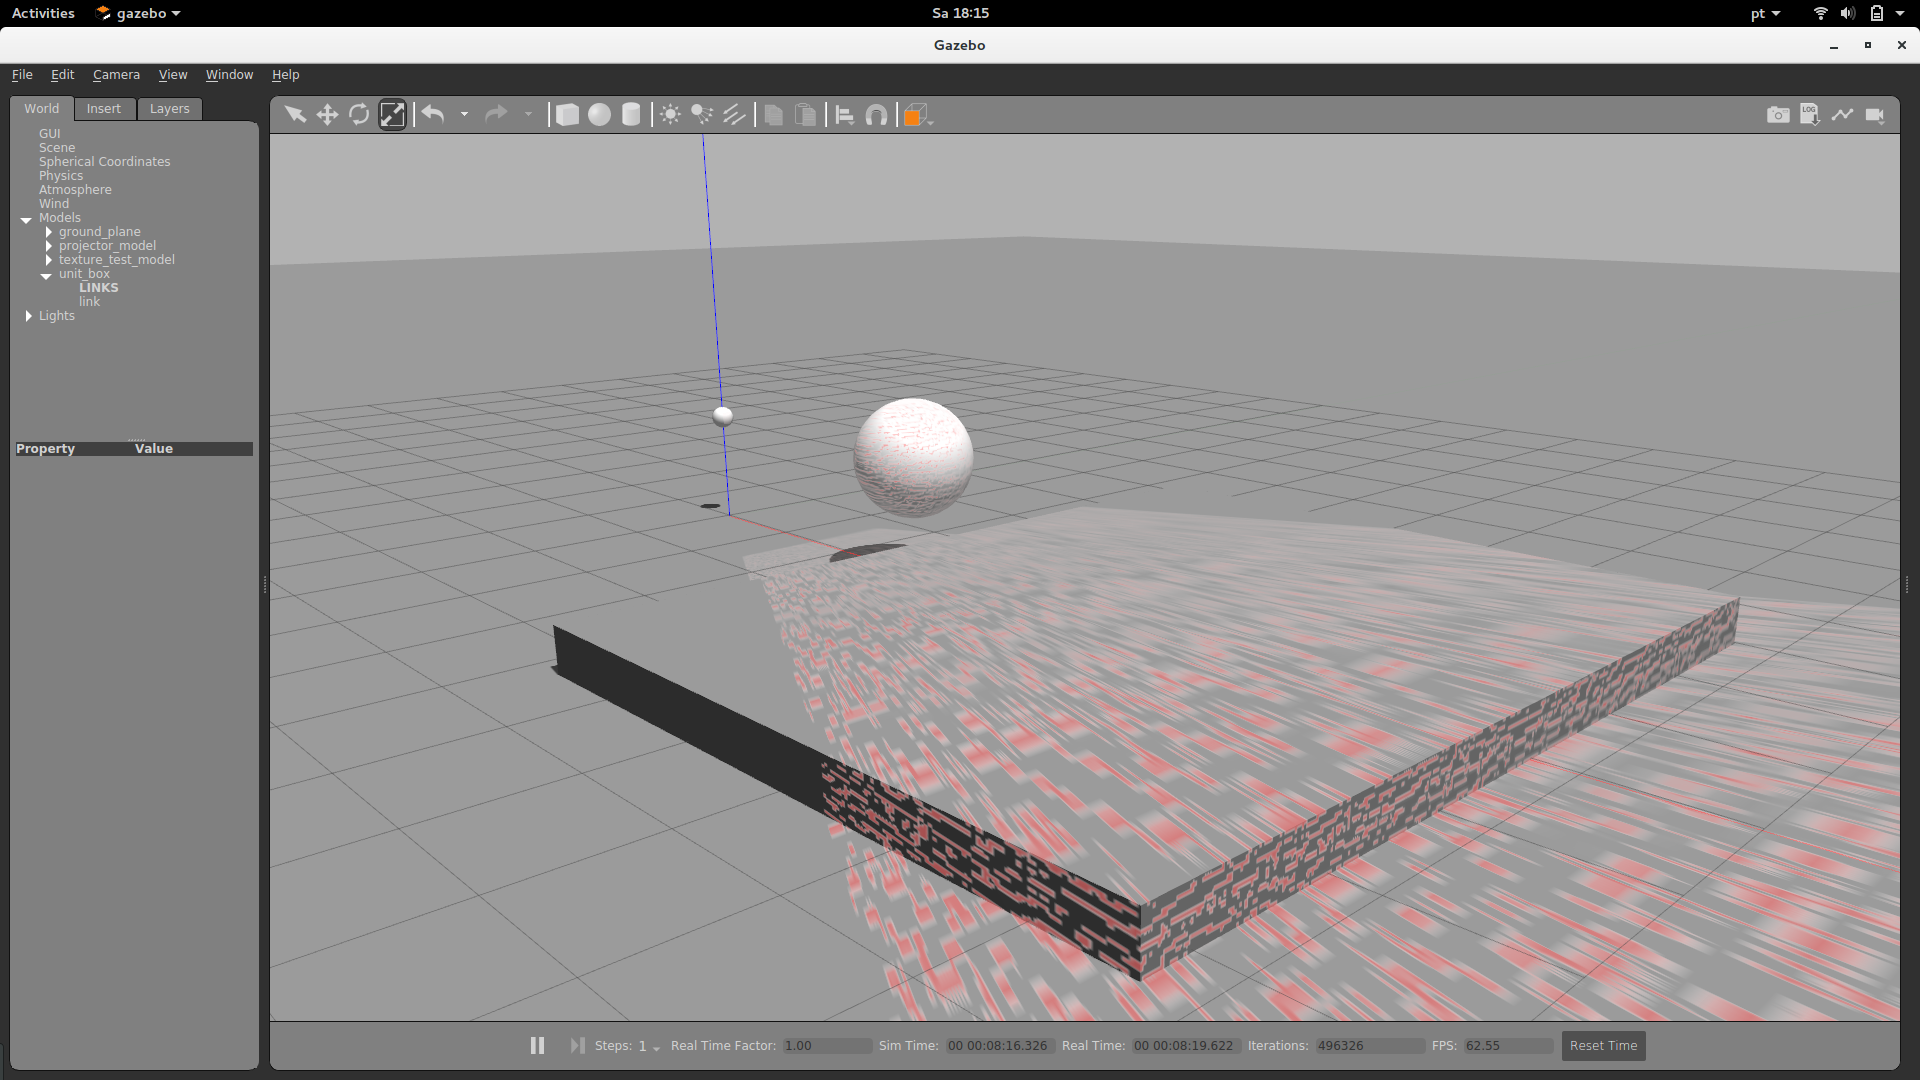 Activities gazebo Sa 18:15 pt
Gazebo
File Edit Camera View Window Help
World Insert Layers
LOG
GUI
Scene
Spherical Coordinates
Physics
Atmosphere
Wind
Models
ground_plane
projector_model
texture_test_model
unit_box
LINKS
link
Lights
Property Value
Steps: 1 Real Time Factor: 1.00 Sim Time: 00 00:08:16.326 Real Time: 00 00:08:19.622 Iterations: 496326 FPS: 62.55 Reset Time